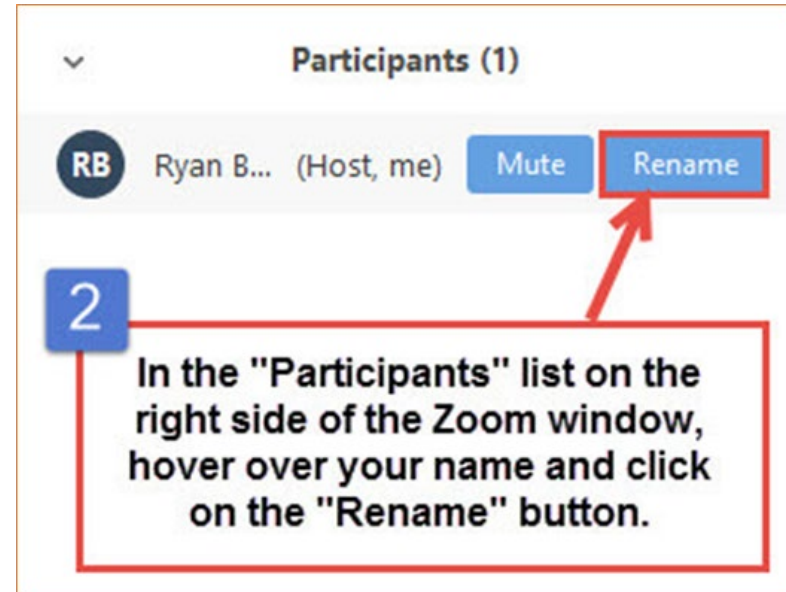 Participants (1)
RB Ryan B... (Host, me) Mute Rename
2
In the "Participants" list on the
right side of the Zoom window,
hover over your name and click
on the "Rename" button.